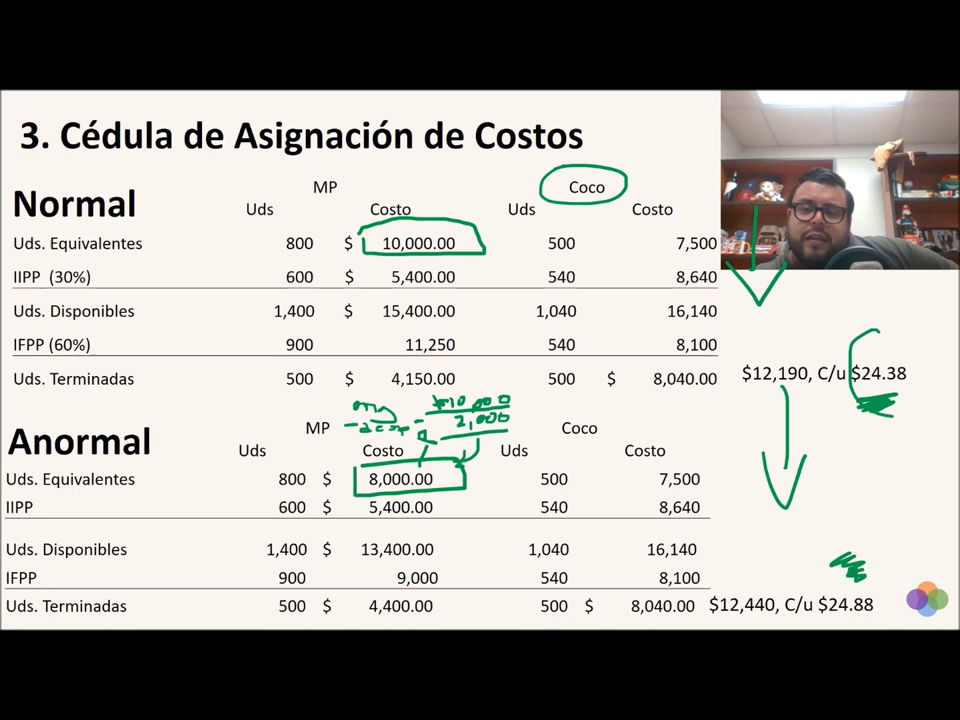 3. Cédula de Asignación de Costos
Normal
MP Coco
Uds Costo Uds Costo
Uds. Equivalentes 800 $ 10,000.00 500 7,500
IIPP (30%) 600 $ 5,400.00 540 8,640
Uds. Disponibles 1,400 $ 15,400.00 1,040 16,140
IFPP (60%) 900 11,250 540 8,100
Uds. Terminadas 500 $ 4,150.00 500 $ 8,040.00 $12,190, C/u $24.38
$10,000
2,000
Anormal
MP Coco
Uds Costo Uds Costo
Uds. Equivalentes 800 $ 8,000.00 500 7,500
IIPP 600 $ 5,400.00 540 8,640
Uds. Disponibles 1,400 $ 13,400.00 1,040 16,140
IFPP 900 9,000 540 8,100
Uds. Terminadas 500 $ 4,400.00 500 $ 8,040.00 $12,440, C/u $24.88